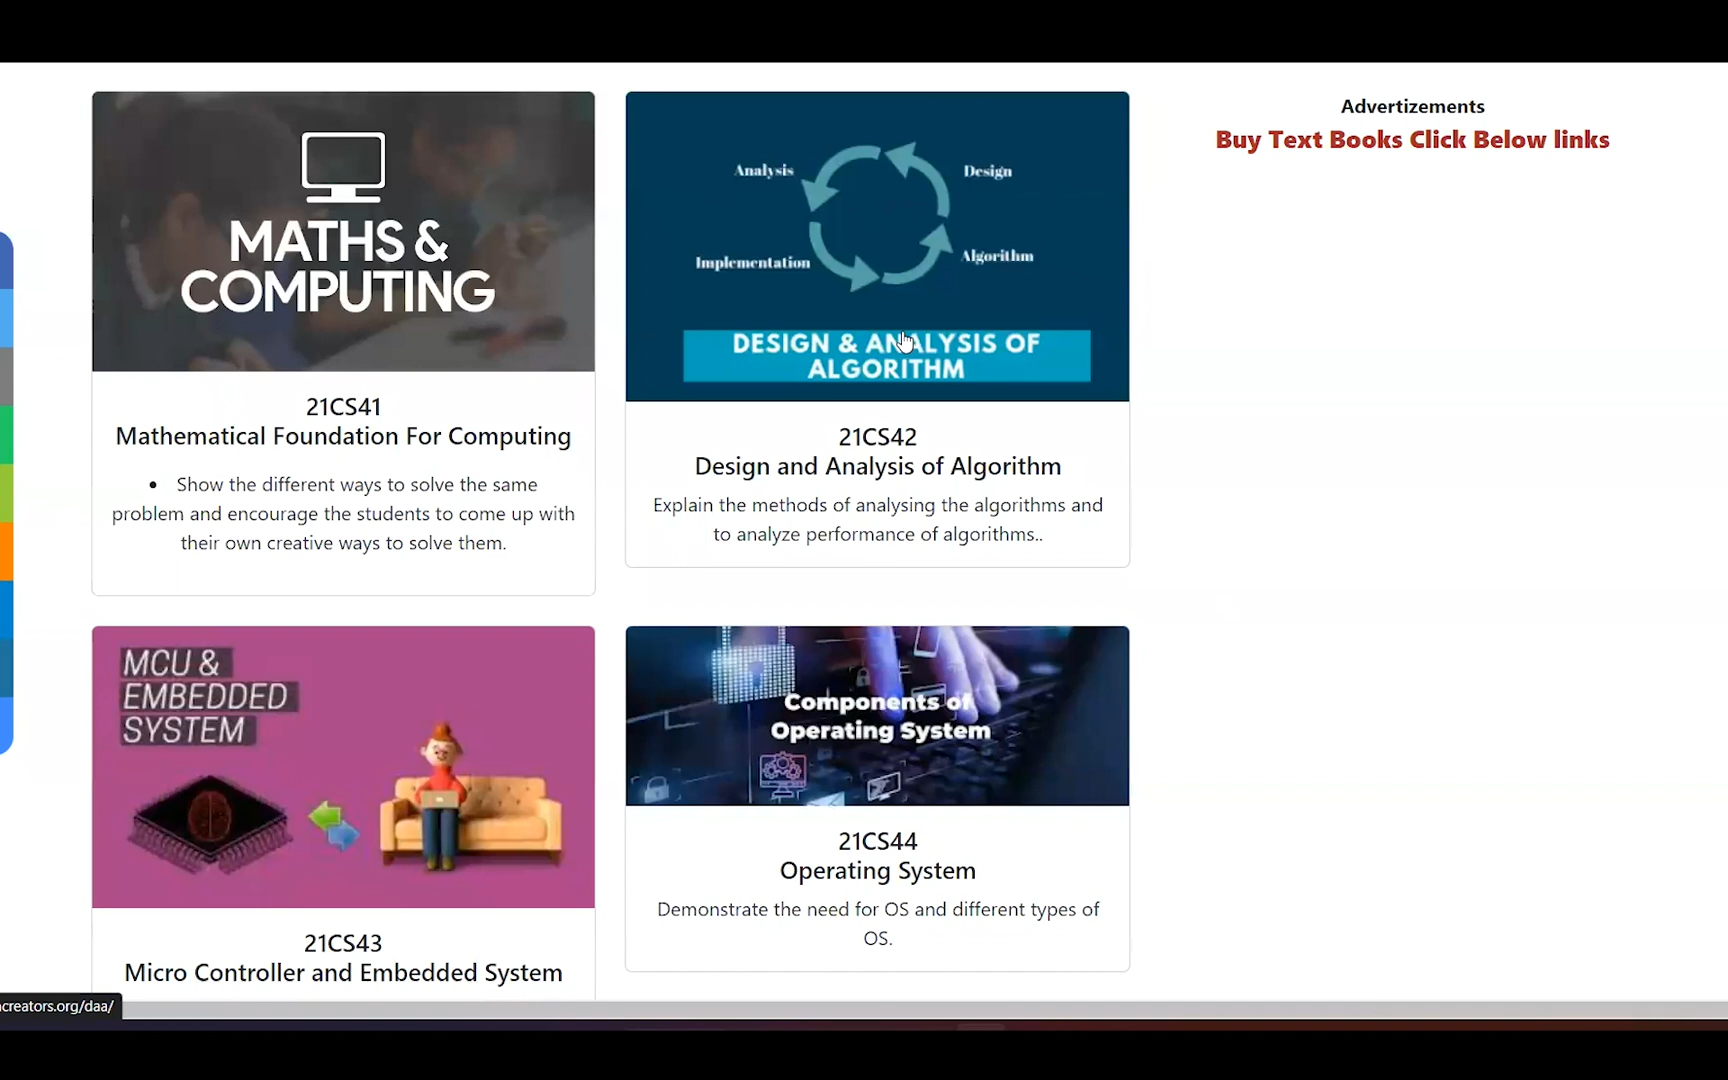 MATHS &
COMPUTING
21CS41
Mathematical Foundation For Computing
• Show the different ways to solve the same
problem and encourage the students to come up with
their own creative ways to solve them.
Analysis
Design
Implementation
Algorithm
DESIGN & ANALYSIS OF
ALGORITHM
21CS42
Design and Analysis of Algorithm
Explain the methods of analysing the algorithms and
to analyze performance of algorithms..
Advertizements
Buy Text Books Click Below links
MCU &
EMBEDDED
SYSTEM
21CS43
Micro Controller and Embedded System
Components of
Operating System
21CS44
Operating System
Demonstrate the need for OS and different types of
OS.
creators.org/daa/